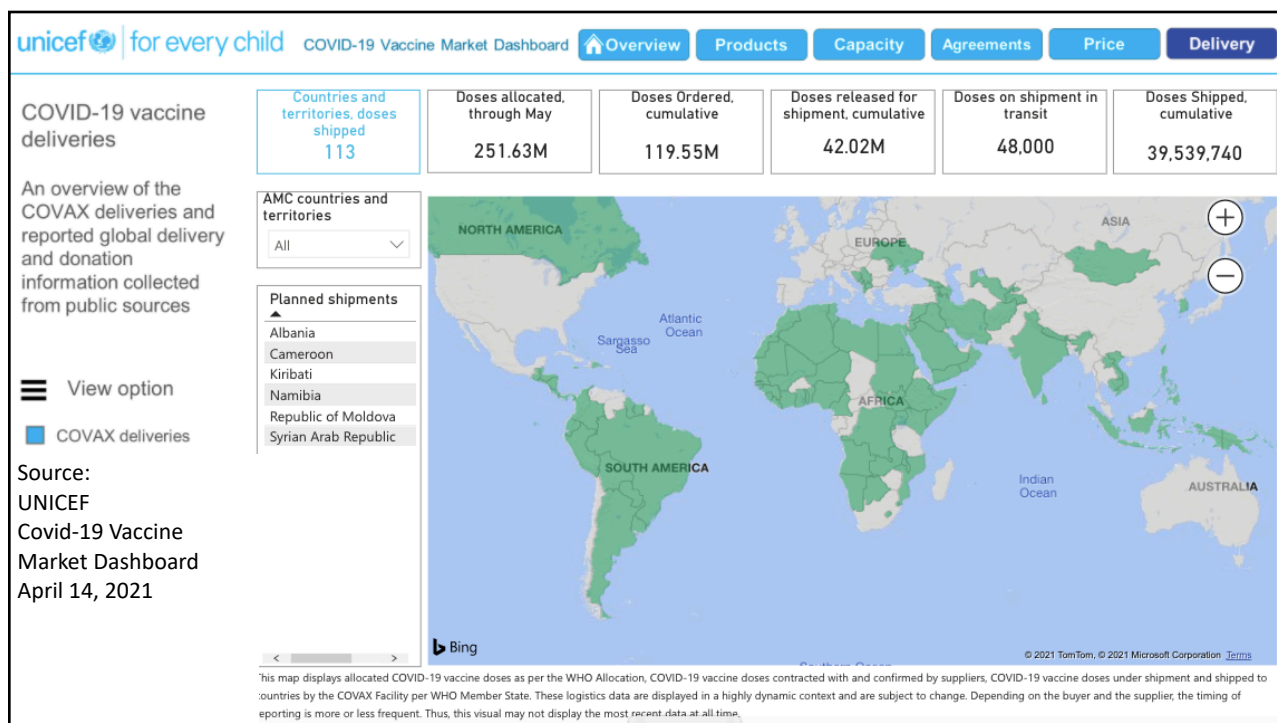 unicef for every child COVID-19 Vaccine Market Dashboard Overview Products Capacity Agreements Price Delivery
COVID-19 vaccine
deliveries
An overview of the
COVAX deliveries and
reported global delivery
and donation
information collected
from public sources
View option
COVAX deliveries
Source:
UNICEF
Covid-19 Vaccine
Market Dashboard
April 14, 2021
Countries and
territories, doses
shipped
113
Doses allocated,
through May
251.63M
Doses Ordered,
cumulative
119.55M
Doses released for
shipment, cumulative
42.02M
Doses on shipment in
transit
48,000
Doses Shipped,
cumulative
39,539,740
AMC countries and
territories
All
Planned shipments
Albania
Cameroon
Kiribati
Namibia
Republic of Moldova
Syrian Arab Republic
NORTH AMERICA
EUROPE
ASIA
Atlantic
Ocean
Sargasso
Sea
AFRICA
SOUTH AMERICA
Indian
Ocean
AUSTRALIA
Bing
Southern Ocean
© 2021 TomTom, © 2021 Microsoft Corporation Terms
This map displays allocated COVID-19 vaccine doses as per the WHO Allocation, COVID-19 vaccine doses contracted with and confirmed by suppliers, COVID-19 vaccine doses under shipment and shipped to
countries by the COVAX Facility per WHO Member State. These logistics data are displayed in a highly dynamic context and are subject to change. Depending on the buyer and the supplier, the timing of
reporting is more or less frequent. Thus, this visual may not display the most recent data at all time.